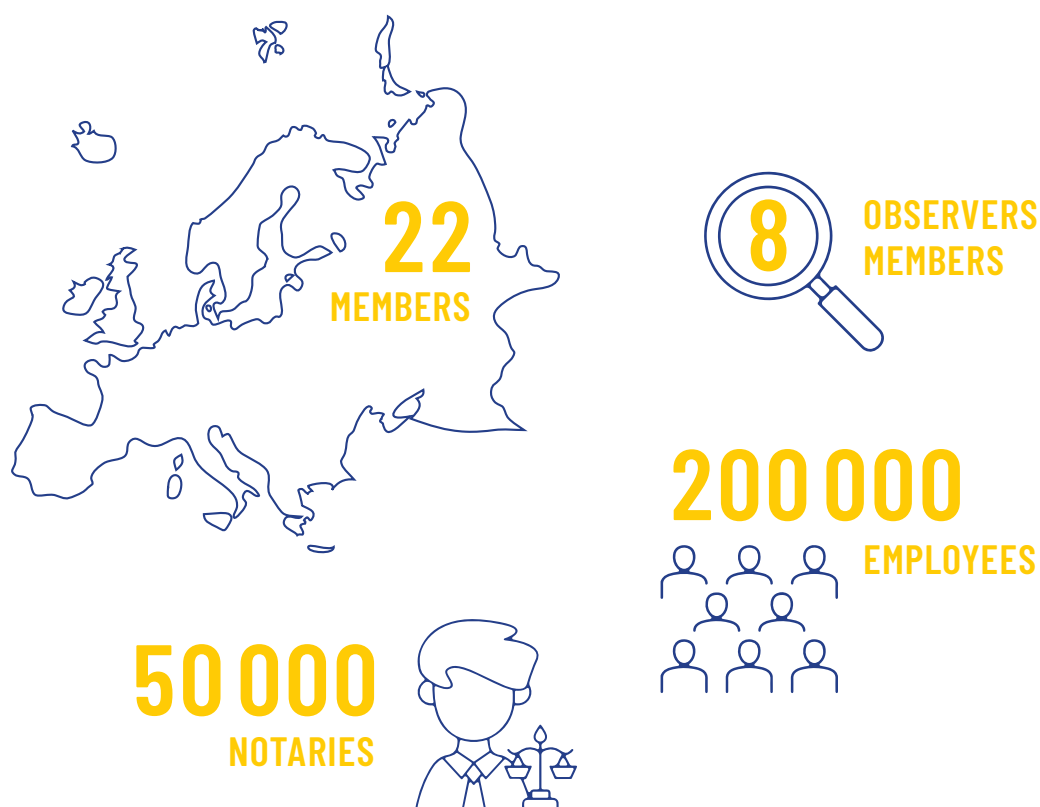 22
MEMBERS
8
OBSERVERS
MEMBERS
200 000
EMPLOYEES
50 000
NOTARIES